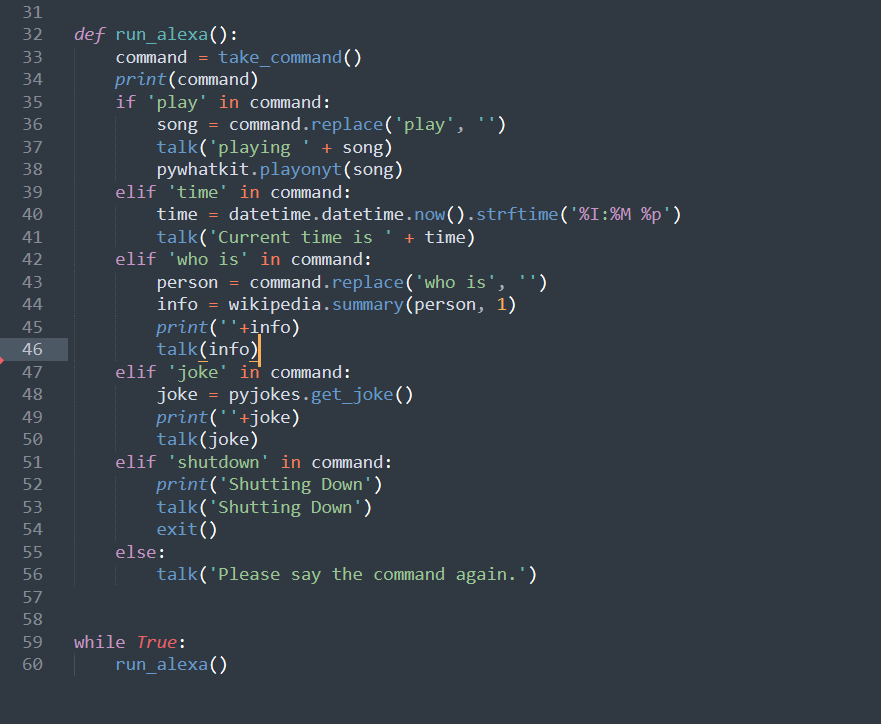 31
32 def run_alexa():
33     command = take_command()
34     print(command)
35     if 'play' in command:
36         song = command.replace('play', '')
37         talk('playing ' + song)
38         pywhatkit.playonyt(song)
39     elif 'time' in command:
40         time = datetime.datetime.now().strftime('%I:%M %p')
41         talk('Current time is ' + time)
42     elif 'who is' in command:
43         person = command.replace('who is', '')
44         info = wikipedia.summary(person, 1)
45         print(''+info)
46         talk(info)
47     elif 'joke' in command:
48         joke = pyjokes.get_joke()
49         print(''+joke)
50         talk(joke)
51     elif 'shutdown' in command:
52         print('Shutting Down')
53         talk('Shutting Down')
54         exit()
55     else:
56         talk('Please say the command again.')
57
58
59 while True:
60     run_alexa()